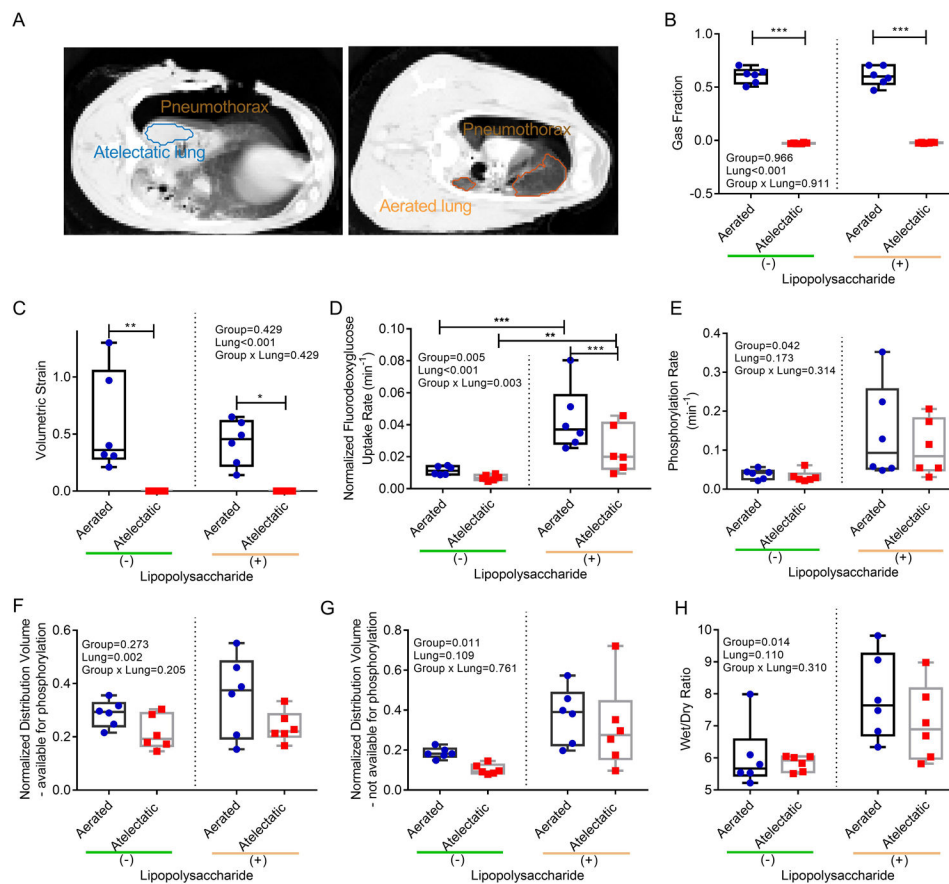 A
Pneumothorax
Atelectatic lung
Pneumothorax
Aerated lung
B
Gas Fraction
1.0
0.5
0.0
-0.5
***
***
Group=0.966
Lung<0.001
Group x Lung=0.911
Aerated
Atelectatic
Aerated
Atelectatic
(-)
(+)
Lipopolysaccharide
C
Volumetric Strain
1.0
0.5
0.0
**
*
Group=0.429
Lung<0.001
Group x Lung=0.429
Aerated
Atelectatic
Aerated
Atelectatic
(-)
(+)
Lipopolysaccharide
D
Normalized Fluorodeoxyglucose
Uptake Rate (min-1)
0.10
0.08
0.06
0.04
0.02
0.00
***
**
***
Group=0.005
Lung<0.001
Group x Lung=0.003
Aerated
Atelectatic
Aerated
Atelectatic
(-)
(+)
Lipopolysaccharide
E
Phosphorylation Rate
(min-1)
0.4
0.3
0.2
0.1
0.0
Group=0.042
Lung=0.173
Group x Lung=0.314
Aerated
Atelectatic
Aerated
Atelectatic
(-)
(+)
Lipopolysaccharide
F
Normalized Distribution Volume
- available for phosphorylation
0.6
0.4
0.2
0.0
Group=0.273
Lung=0.002
Group x Lung=0.205
Aerated
Atelectatic
Aerated
Atelectatic
(-)
(+)
Lipopolysaccharide
G
Normalized Distribution Volume
- not available for phosphorylation
0.8
0.6
0.4
0.2
0.0
Group=0.011
Lung=0.109
Group x Lung=0.761
Aerated
Atelectatic
Aerated
Atelectatic
(-)
(+)
Lipopolysaccharide
H
Wet/Dry Ratio
10
9
8
7
6
5
Group=0.014
Lung=0.110
Group x Lung=0.310
Aerated
Atelectatic
Aerated
Atelectatic
(-)
(+)
Lipopolysaccharide